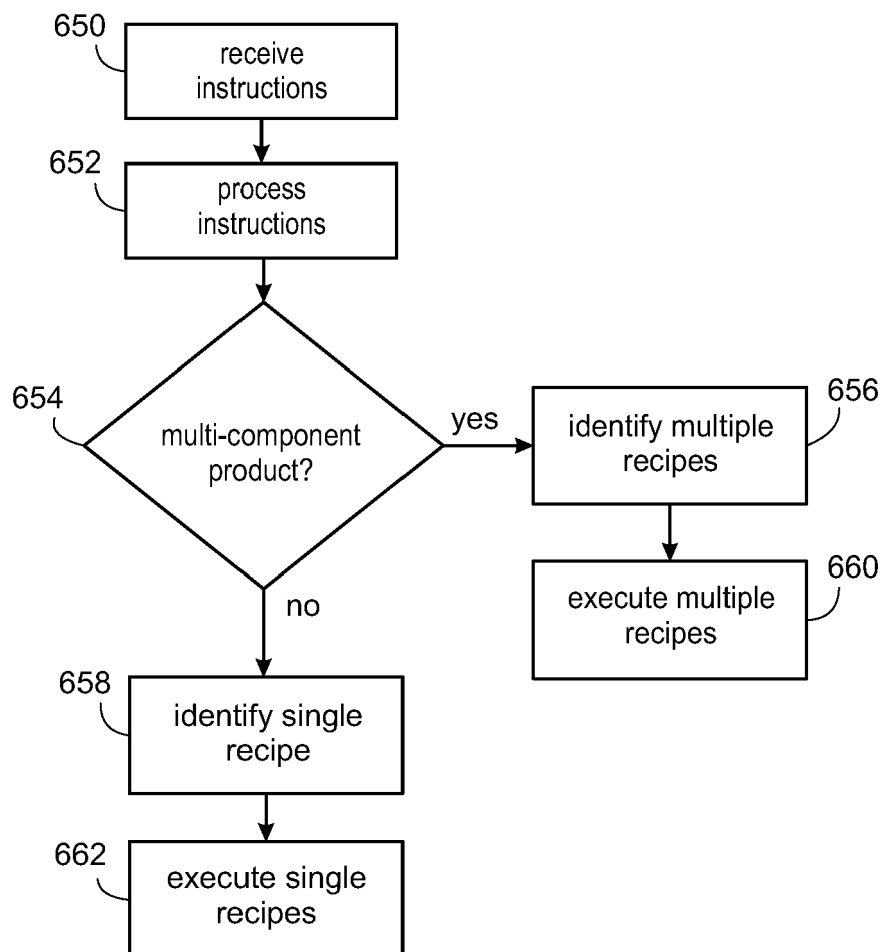 650
receive
instructions
652
process
instructions
654
multi-component
product?
yes
656
identify multiple
recipes
660
execute multiple
recipes
no
658
identify single
recipe
662
execute single
recipes